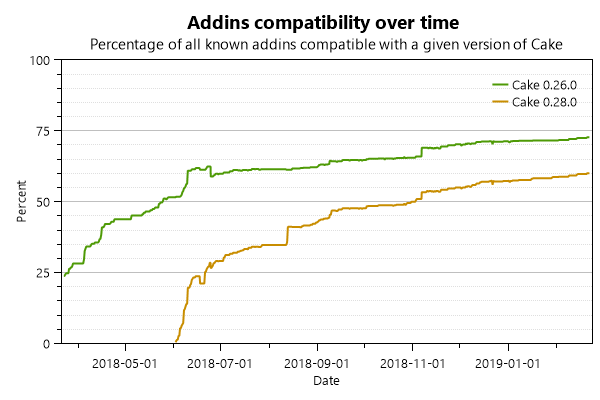 Addins compatibility over time
Percentage of all known addins compatible with a given version of Cake
100
75
50
25
0
Percent
Cake 0.26.0
Cake 0.28.0
2018-05-01
2018-07-01
2018-09-01
2018-11-01
2019-01-01
Date